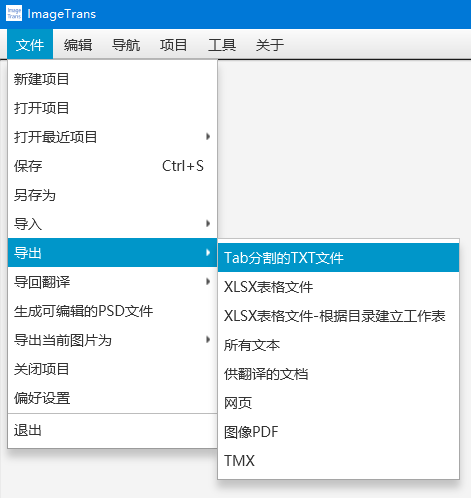 Image
Trans
ImageTrans
文件 编辑 导航 项目 工具 关于
新建项目
打开项目
打开最近项目
保存 Ctrl+S
另存为
导入
导出
导回翻译
生成可编辑的PSD文件
导出当前图片为
关闭项目
偏好设置
退出
Tab分割的TXT文件
XLSX表格文件
XLSX表格文件-根据目录建立工作表
所有文本
供翻译的文档
网页
图像PDF
TMX